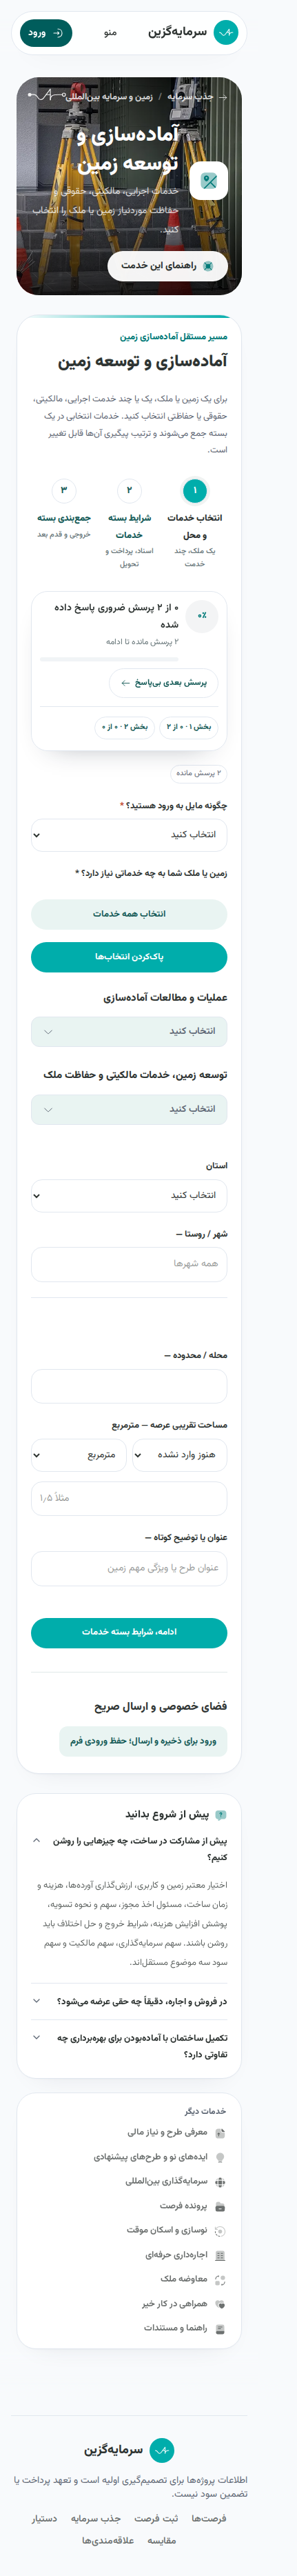 سرمایه‌گزین
منو
ورود
جذب سرمایه / زمین و سرمایه بین‌المللی
آماده‌سازی و
توسعه زمین
خدمات اجرایی، مالکیتی، حقوقی و
حفاظت موردنیاز زمین یا ملک را انتخاب
کنید.
راهنمای این خدمت
مسیر مستقل آماده‌سازی زمین
آماده‌سازی و توسعه زمین
برای یک زمین یا ملک، یک یا چند خدمت اجرایی، مالکیتی،
حقوقی یا حفاظتی انتخاب کنید. خدمات انتخابی در یک
بسته جمع می‌شوند و ترتیب پیگیری آن‌ها قابل تغییر
است.
۱
انتخاب خدمات
و محل
یک ملک، چند
خدمت
۲
شرایط بسته
خدمات
اسناد، پرداخت و
تحویل
۳
جمع‌بندی بسته
خروجی و قدم بعد
۰٪
۰ از ۲ پرسش ضروری پاسخ داده
شده
۲ پرسش مانده تا ادامه
پرسش بعدی بی‌پاسخ
بخش ۱ · ۰ از ۲
بخش ۲ · ۰ از ۰
۲ پرسش مانده
چگونه مایل به ورود هستید؟ *
انتخاب کنید
زمین یا ملک شما به چه خدماتی نیاز دارد؟ *
انتخاب همه خدمات
پاک‌کردن انتخاب‌ها
عملیات و مطالعات آماده‌سازی
انتخاب کنید
توسعه زمین، خدمات مالکیتی و حفاظت ملک
انتخاب کنید
استان
انتخاب کنید
شهر / روستا —
همه شهرها
محله / محدوده —
مساحت تقریبی عرصه — مترمربع
هنوز وارد نشده
مترمربع
مثلاً ۱٫۵
عنوان یا توضیح کوتاه —
عنوان طرح یا ویژگی مهم زمین
ادامه، شرایط بسته خدمات
فضای خصوصی و ارسال صریح
ورود برای ذخیره و ارسال؛ حفظ ورودی فرم
پیش از شروع بدانید
پیش از مشارکت در ساخت، چه چیزهایی را روشن
کنیم؟
اختیار معتبر زمین و کاربری، ارزش‌گذاری آورده‌ها، هزینه و
زمان ساخت، مسئول اخذ مجوز، سهم و نحوه تسویه،
پوشش افزایش هزینه، شرایط خروج و حل اختلاف باید
روشن باشند. سهم سرمایه‌گذاری، سهم مالکیت و سهم
سود سه موضوع مستقل‌اند.
در فروش و اجاره، دقیقاً چه حقی عرضه می‌شود؟
تکمیل ساختمان با آماده‌بودن برای بهره‌برداری چه
تفاوتی دارد؟
خدمات دیگر
معرفی طرح و نیاز مالی
ایده‌های نو و طرح‌های پیشنهادی
سرمایه‌گذاری بین‌المللی
پرونده فرصت
نوسازی و اسکان موقت
اجاره‌داری حرفه‌ای
معاوضه ملک
همراهی در کار خیر
راهنما و مستندات
سرمایه‌گزین
اطلاعات پروژه‌ها برای تصمیم‌گیری اولیه است و تعهد پرداخت یا
تضمین سود نیست.
فرصت‌ها
ثبت فرصت
جذب سرمایه
دستیار
مقایسه
علاقه‌مندی‌ها